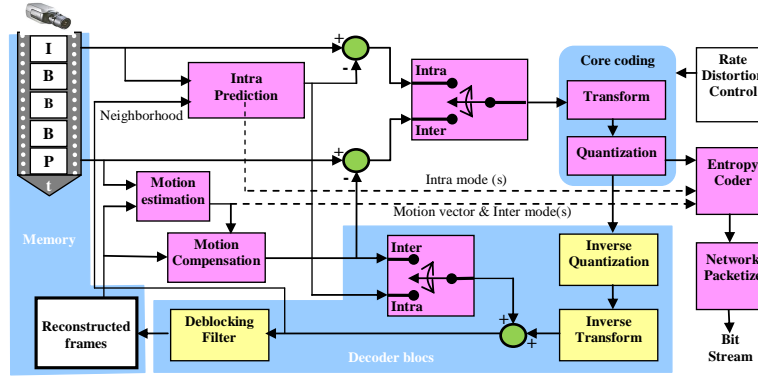 I
B
B
B
P
t
Memory
Neighborhood
Intra
Prediction
+
-
+
-
Intra
Inter
Core coding
Transform
Quantization
Rate
Distortion
Control
Entropy
Coder
Network
Packetize
Bit
Stream
Intra mode (s)
Motion vector & Inter mode(s)
Motion
estimation
Motion
Compensation
Inter
Intra
Inverse
Quantization
Inverse
Transform
+
+
Deblocking
Filter
Reconstructed
frames
Decoder blocs